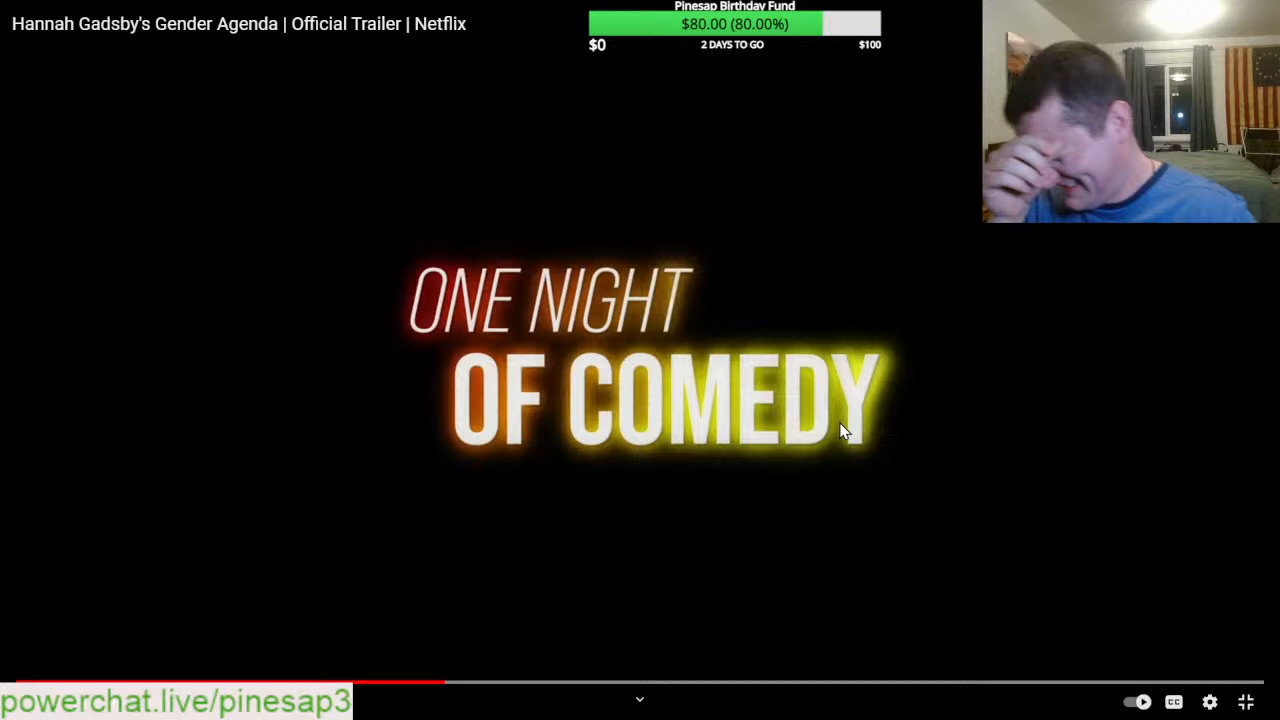 Hannah Gadsby's Gender Agenda | Official Trailer | Netflix
Pinesap Birthday Fund
$80.00 (80.00%)
$0 2 DAYS TO GO $100
ONE NIGHT
OF COMEDY
powerchat.live/pinesap3
CC